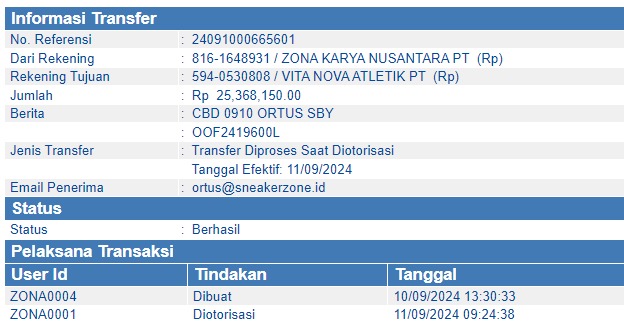 Informasi Transfer
No. Referensi : 24091000665601
Dari Rekening : 816-1648931 / ZONA KARYA NUSANTARA PT (Rp)
Rekening Tujuan : 594-0530808 / VITA NOVA ATLETIK PT (Rp)
Jumlah : Rp 25,368,150.00
Berita : CBD 0910 ORTUS SBY
: OOF2419600L
Jenis Transfer : Transfer Diproses Saat Diotorisasi
Tanggal Efektif: 11/09/2024
Email Penerima : ortus@sneakerzone.id
Status
Status : Berhasil
Pelaksana Transaksi
User Id Tindakan Tanggal
ZONA0004 Dibuat 10/09/2024 13:30:33
ZONA0001 Diotorisasi 11/09/2024 09:24:38